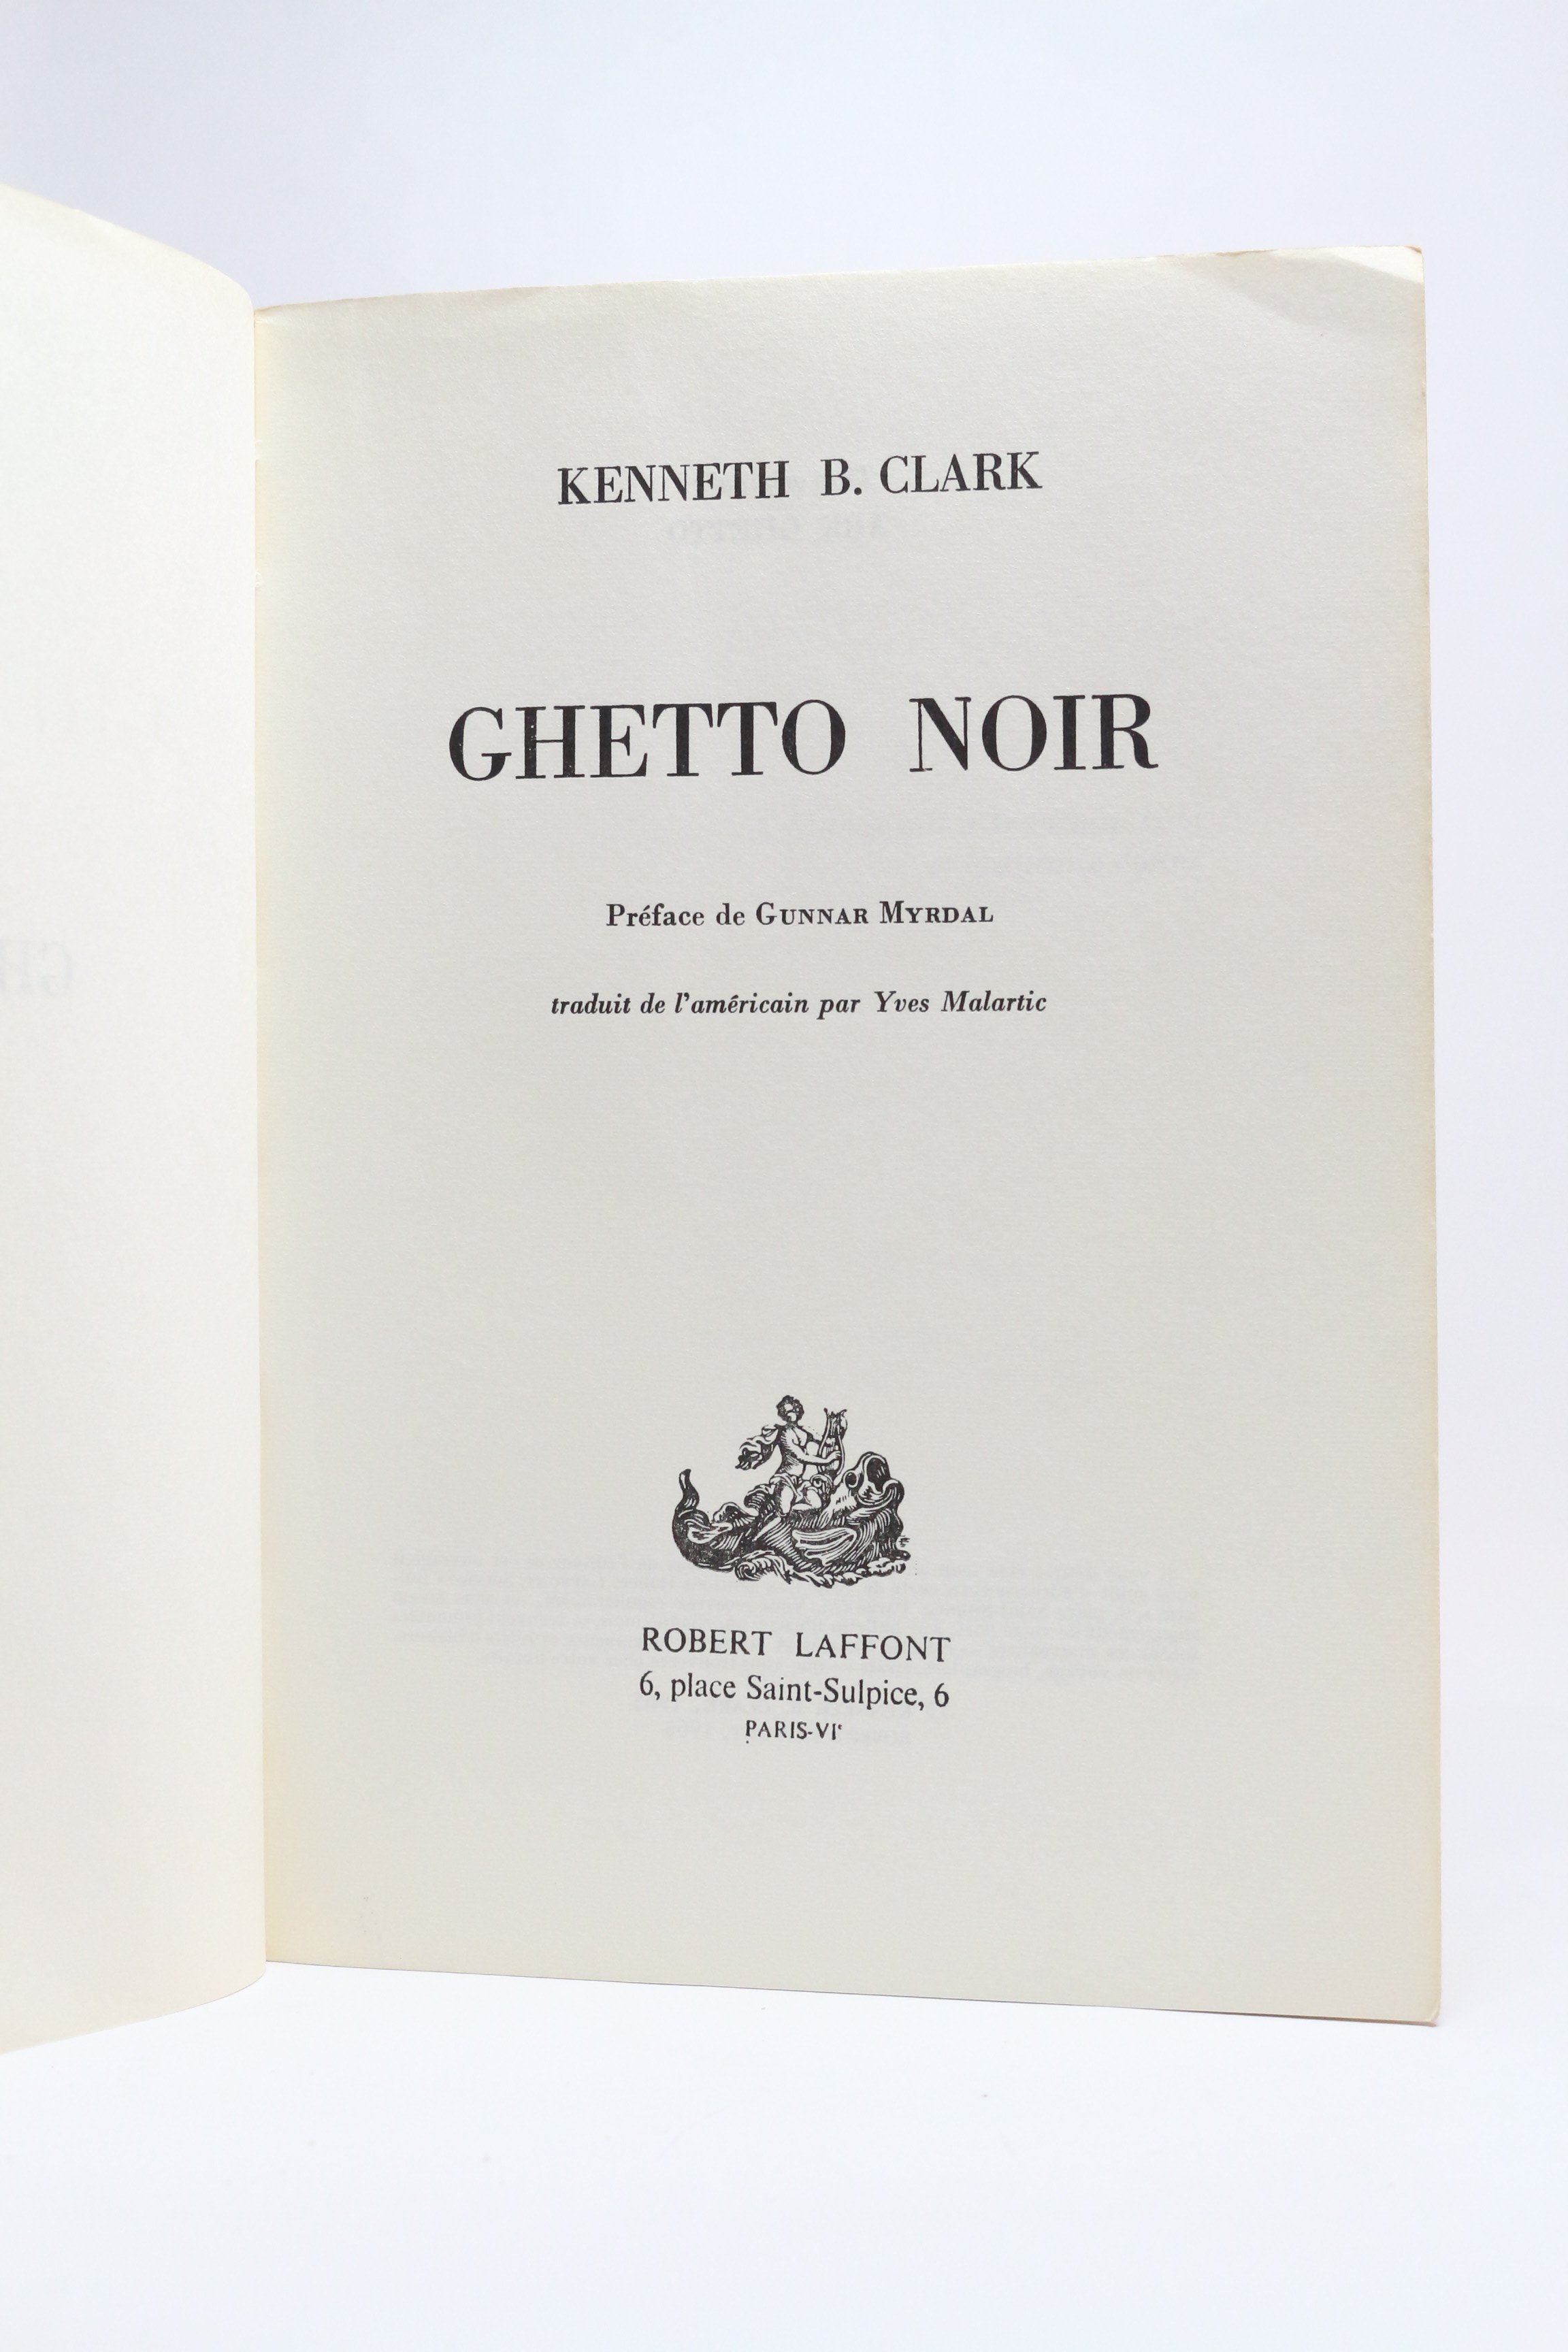 KENNETH B. CLARK
GHETTO NOIR
Préface de GUNNAR MYRDAL
traduit de l'américain par Yves Malartic
ROBERT LAFFONT
6, place Saint-Sulpice, 6
PARIS-VIᵉ